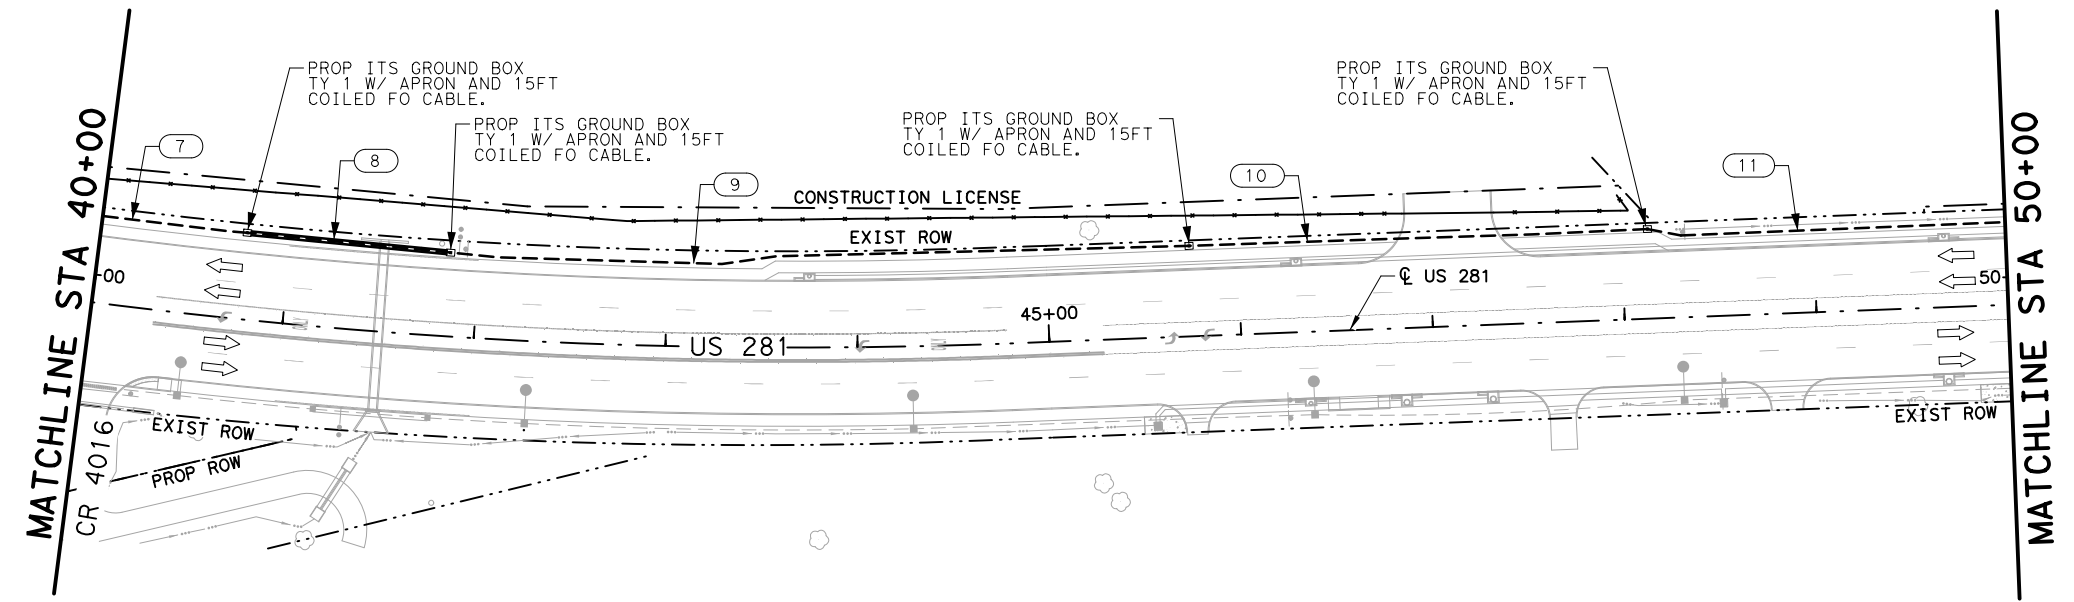 PROP ITS GROUND BOX
TY 1 W/ APRON AND 15FT
COILED FO CABLE.
PROP ITS GROUND BOX
TY 1 W/ APRON AND 15FT
COILED FO CABLE.
PROP ITS GROUND BOX
TY 1 W/ APRON AND 15FT
COILED FO CABLE.
PROP ITS GROUND BOX
TY 1 W/ APRON AND 15FT
COILED FO CABLE.
7
8
9
10
11
CONSTRUCTION LICENSE
EXIST ROW
MATCHLINE STA 40+00
MATCHLINE STA 50+00
+00
50+
℄ US 281
45+00
US 281
EXIST ROW
PROP ROW
CR 4016
EXIST ROW